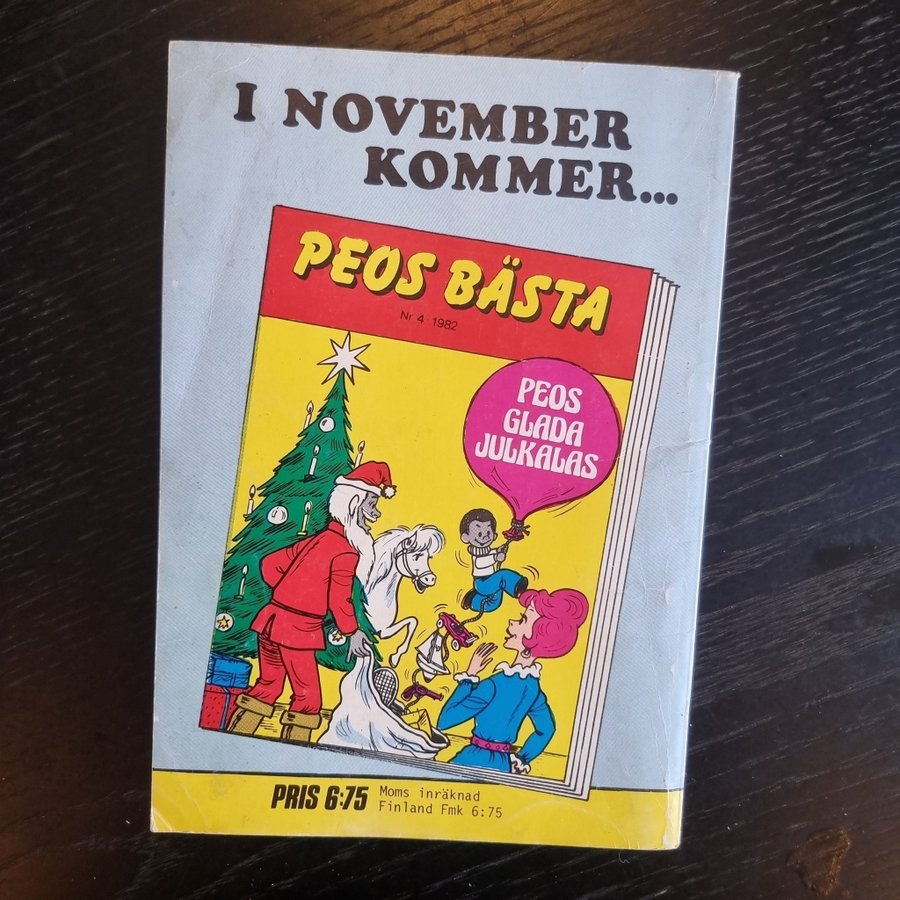 I NOVEMBER
KOMMER...
PEOS BÄSTA
Nr 4 1982
PEOS
GLADA
JULKALAS
PRIS 6:75 Moms inräknad
Finland Fmk 6:75